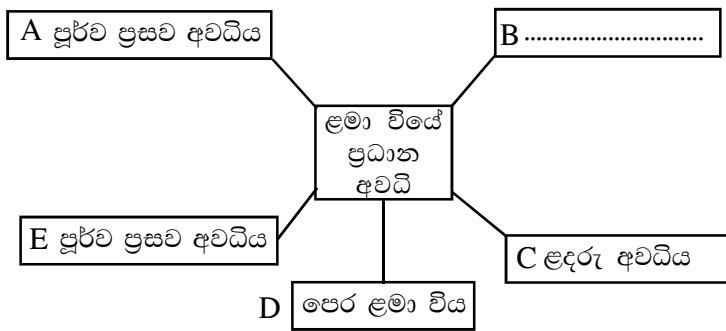 A පූර්ව ප්‍රසව අවධිය
B ..............................
ළමා වියේ
ප්‍රධාන
අවධි
E පූර්ව ප්‍රසව අවධිය
C ළදරු අවධිය
D පෙර ළමා විය